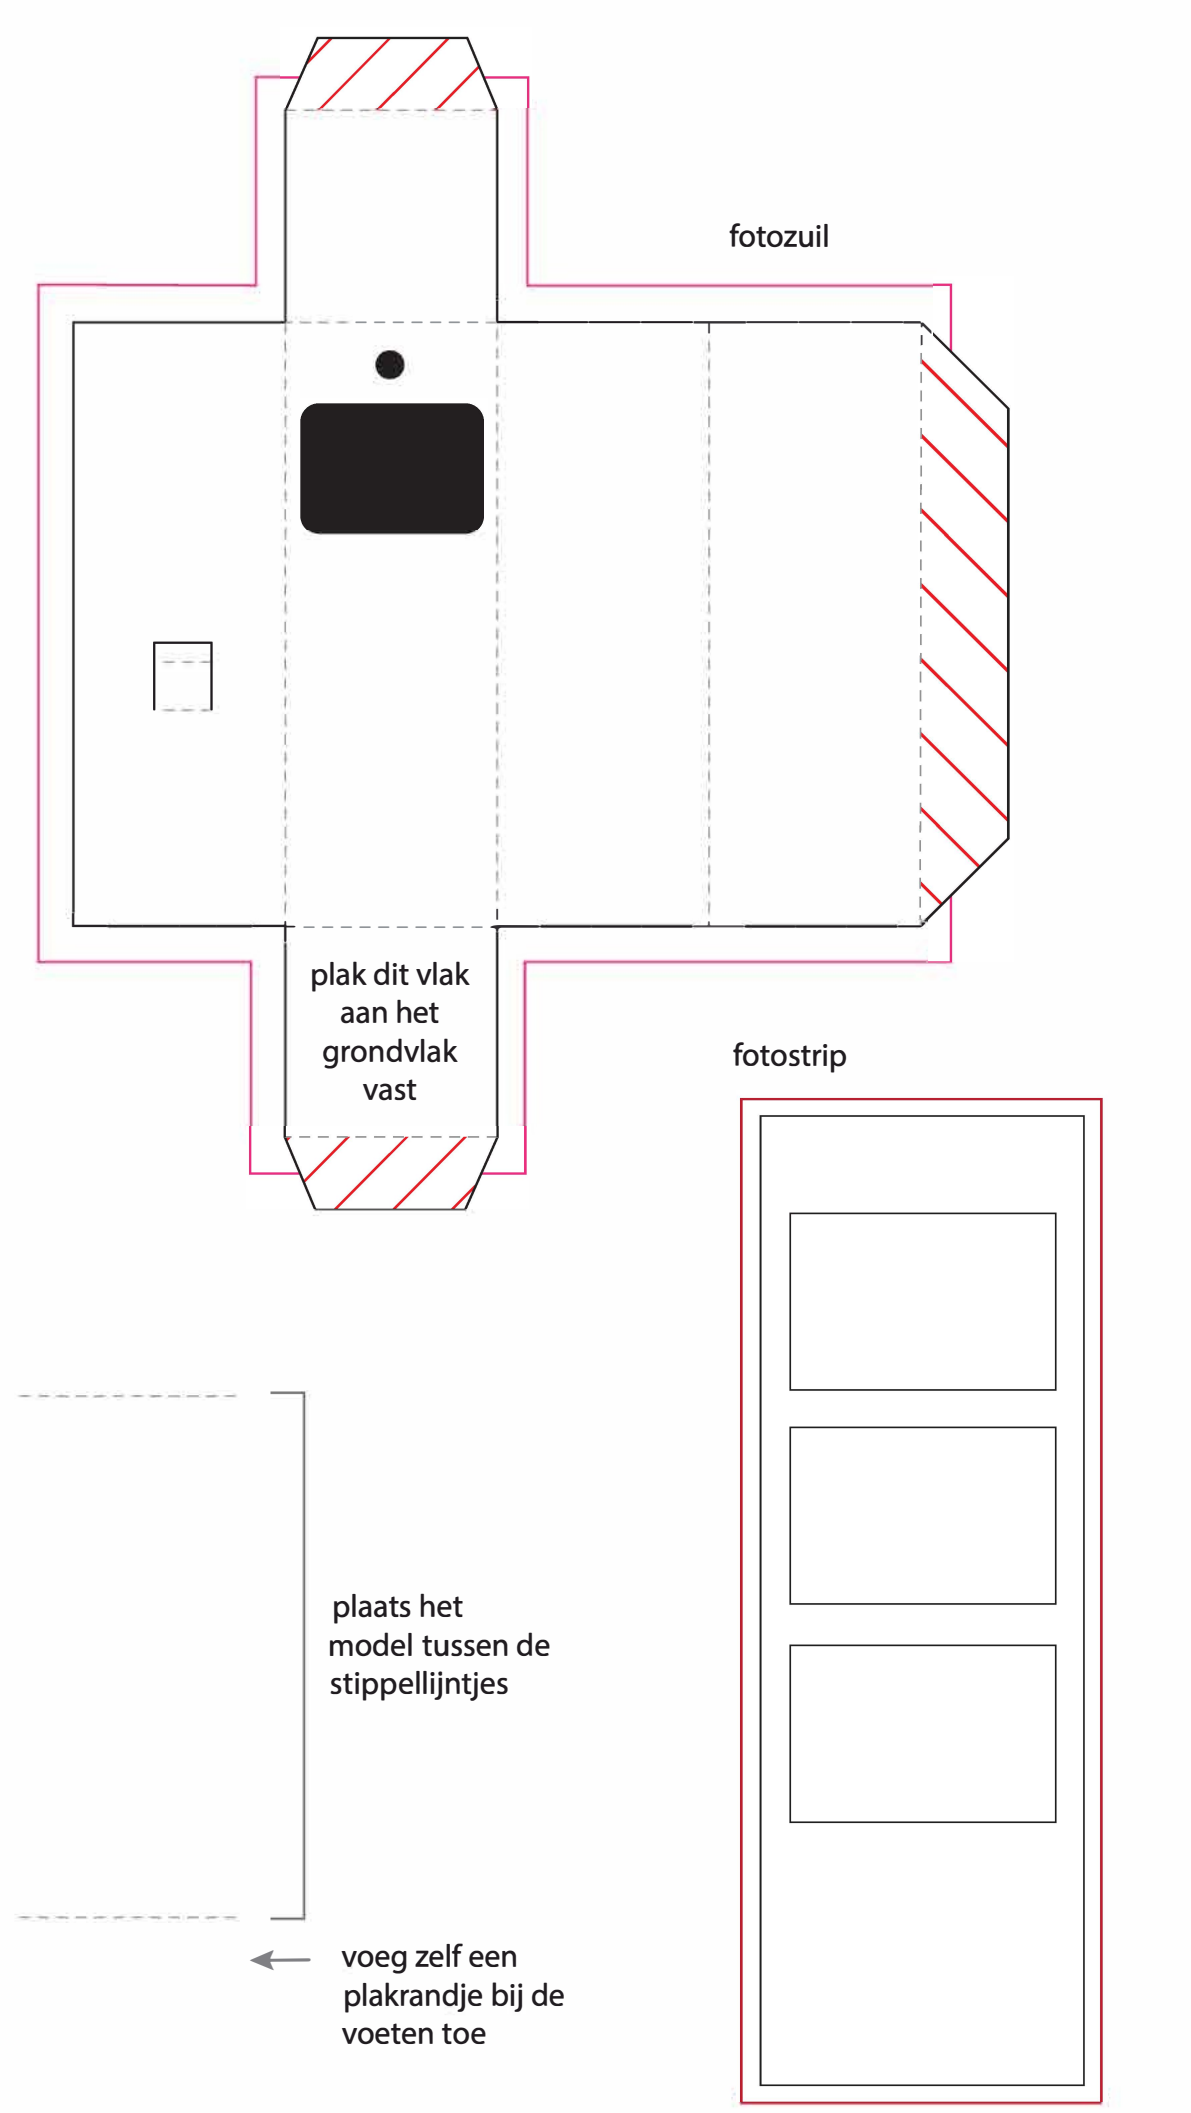 fotozuil
plak dit vlak
aan het
grondvlak
vast
fotostrip
plaats het
model tussen de
stippellijntjes
voeg zelf een
plakrandje bij de
voeten toe